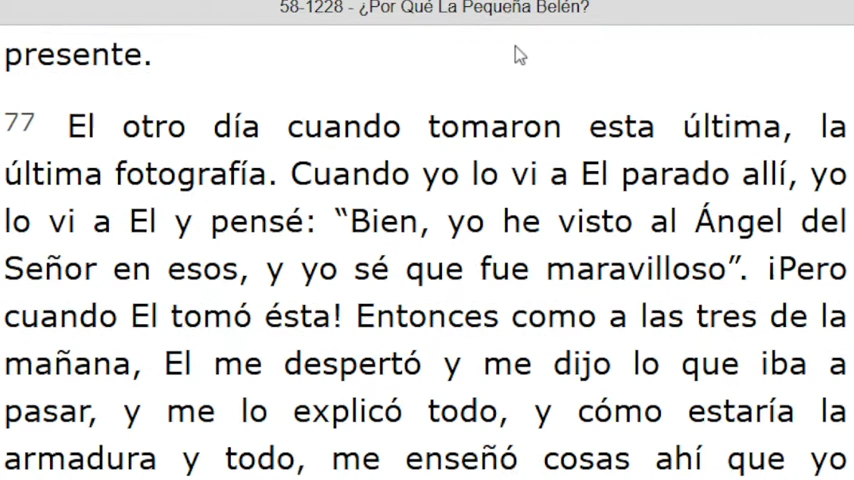 58-1228 - ¿Por Qué La Pequeña Belén?
presente.
77 El otro día cuando tomaron esta última, la
última fotografía. Cuando yo lo vi a El parado allí, yo
lo vi a El y pensé: “Bien, yo he visto al Ángel del
Señor en esos, y yo sé que fue maravilloso”. ¡Pero
cuando El tomó ésta! Entonces como a las tres de la
mañana, El me despertó y me dijo lo que iba a
pasar, y me lo explicó todo, y cómo estaría la
armadura y todo, me enseñó cosas ahí que yo